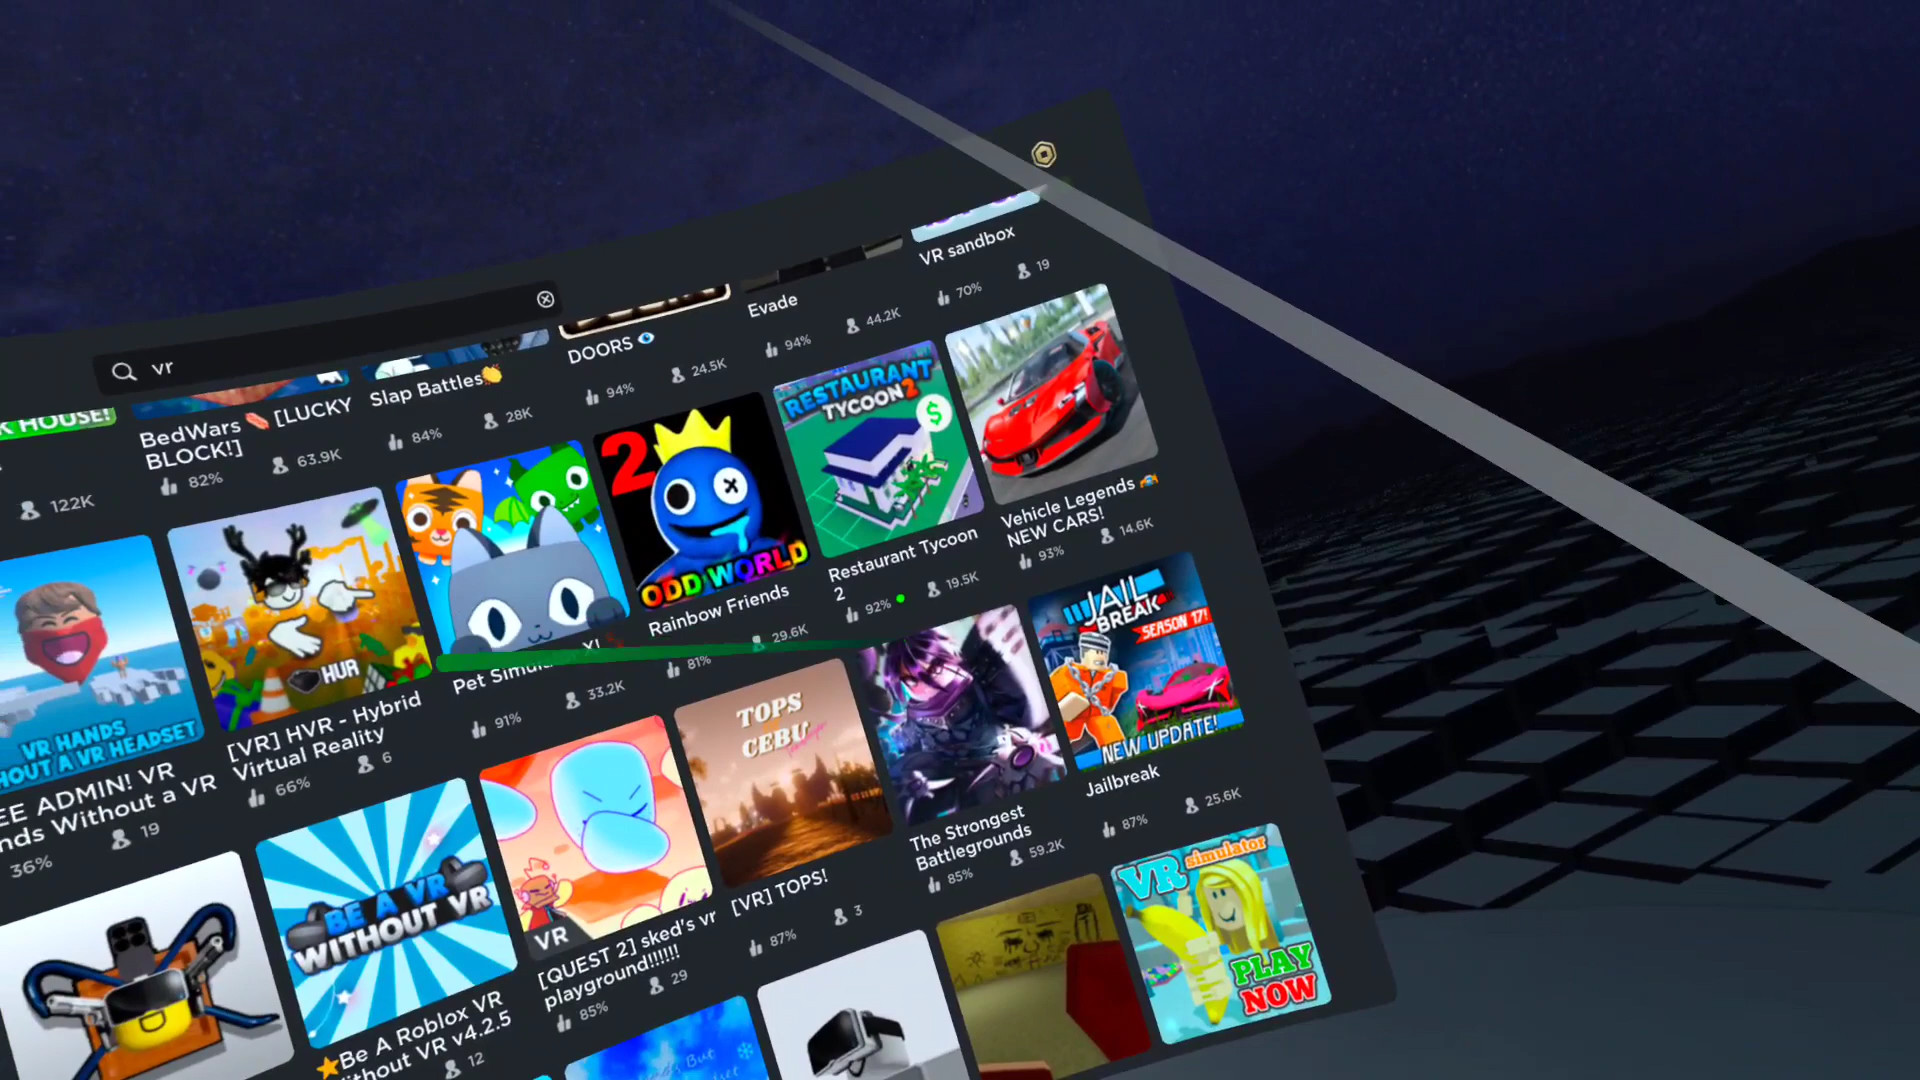 vr
VR sandbox
70%
19
Evade
94%
44.2K
DOORS
94%
24.5K
Slap Battles
84%
28K
BedWars [LUCKY
BLOCK!]
82%
63.9K
K HOUSE!
122K
RESTAURANT
TYCOON 2
$
Vehicle Legends
NEW CARS!
93%
14.6K
Restaurant Tycoon
2
92%
19.5K
2
ODD WORLD
Rainbow Friends
81%
29.6K
X!
91%
33.2K
HVR
[VR] HVR - Hybrid
Virtual Reality
66%
6
VR HANDS
HOUT A VR HEADSET
EE ADMIN! VR
nds Without a VR
36%
19
JAIL
BREAK
SEASON 17!
NEW UPDATE!
Jailbreak
87%
25.6K
The Strongest
Battlegrounds
85%
59.2K
TOPS
CEBU
[VR] TOPS!
87%
3
VR
[QUEST 2] sked's vr
playground!!!!!!
85%
29
BE A VR
WITHOUT VR
Be A Roblox VR
ithout VR v4.2.5
12
VR simulator
PLAY
NOW
But